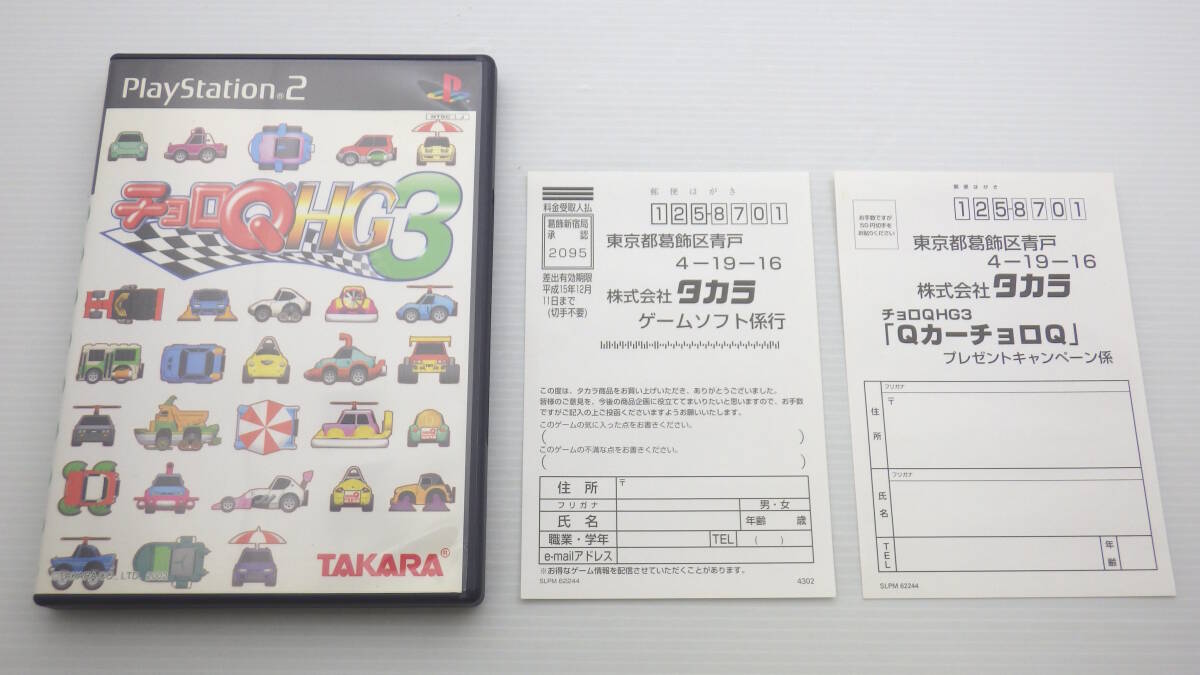 PlayStation®2
NTSC J
チョロQ HG3
TAKARA®
郵便はがき
料金受取人払
葛飾新宿局
承認
2095
差出有効期限
平成15年12月
11日まで
(切手不要)
125-8701
東京都葛飾区青戸
4-19-16
株式会社 タカラ
ゲームソフト係行
この度は、タカラ商品をお買い上げいただき、ありがとうございました。
皆様のご意見を、今後の商品企画に役立ててまいりたいと思いますので、お手数
ですがご記入の上ご投函くださいますようお願いいたします。
このゲームの気に入った点をお書きください。
( )
このゲームの不満な点をお書きください。
( )
住所 〒
フリガナ 男・女
氏名 年齢 歳
職業・学年 TEL ( )
e-mailアドレス
※お得なゲーム情報を配信させていただくことがあります。
SLPM 62244 4302
郵便はがき
お手数ですが
50円切手を
お貼りください
125-8701
東京都葛飾区青戸
4-19-16
株式会社 タカラ
チョロQHG3
「QカーチョロQ」
プレゼントキャンペーン係
フリガナ
住所 〒
フリガナ
氏名
TEL 年齢
SLPM 62244